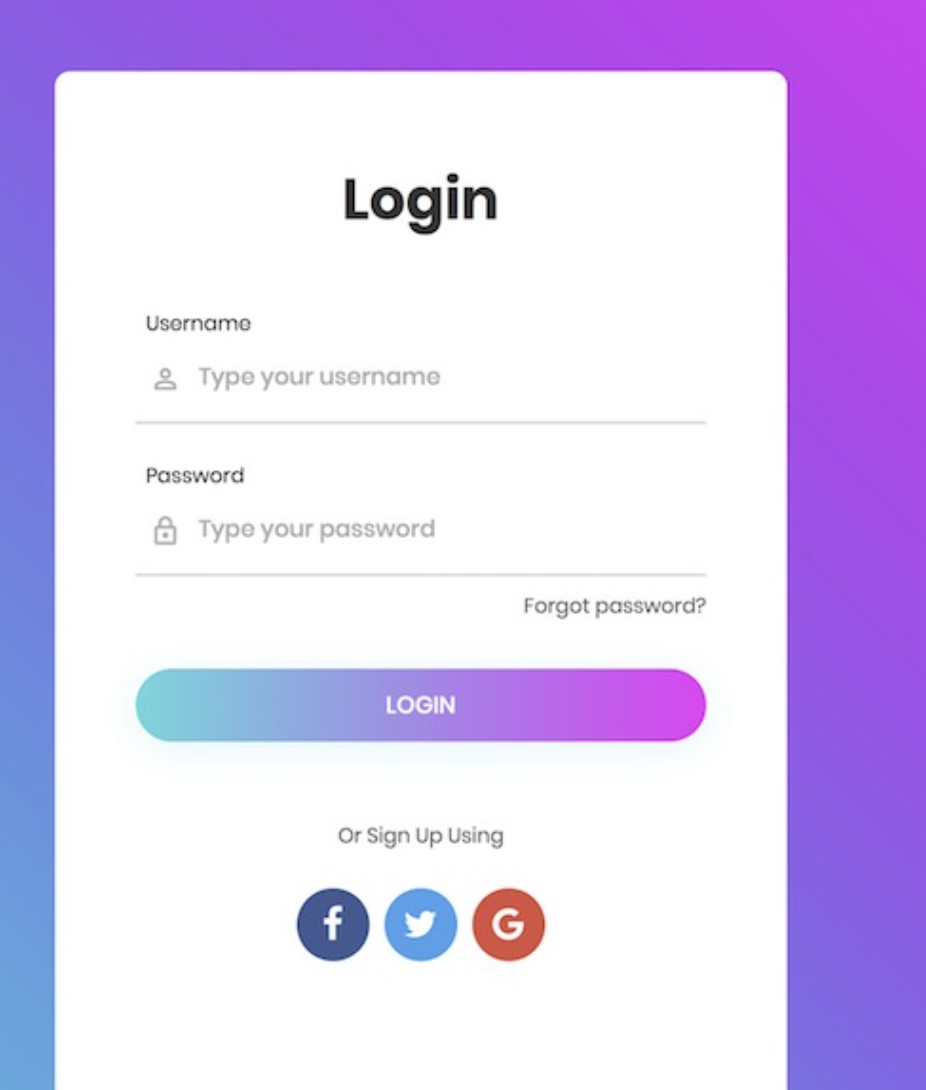 Login
Username
Type your username
Password
Type your password
Forgot password?
LOGIN
Or Sign Up Using